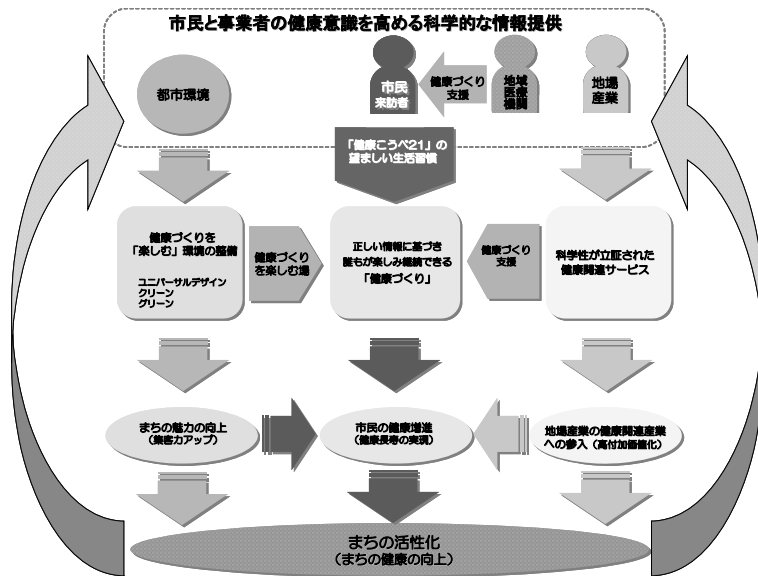 市民と事業者の健康意識を高める科学的な情報提供
都市環境
市民
来訪者
健康づくり
支援
地域
医療
機関
地場
産業
「健康こうべ21」の
望ましい生活習慣
健康づくりを
「楽しむ」環境の整備
ユニバーサルデザイン
クリーン
グリーン
健康づくり
を楽しむ場
正しい情報に基づき
誰もが楽しみ継続できる
「健康づくり」
健康づくり
支援
科学性が立証された
健康関連サービス
まちの魅力の向上
（集客力アップ）
市民の健康増進
（健康長寿の実現）
地場産業の健康関連産業
への参入（高付加価値化）
まちの活性化
（まちの健康の向上）